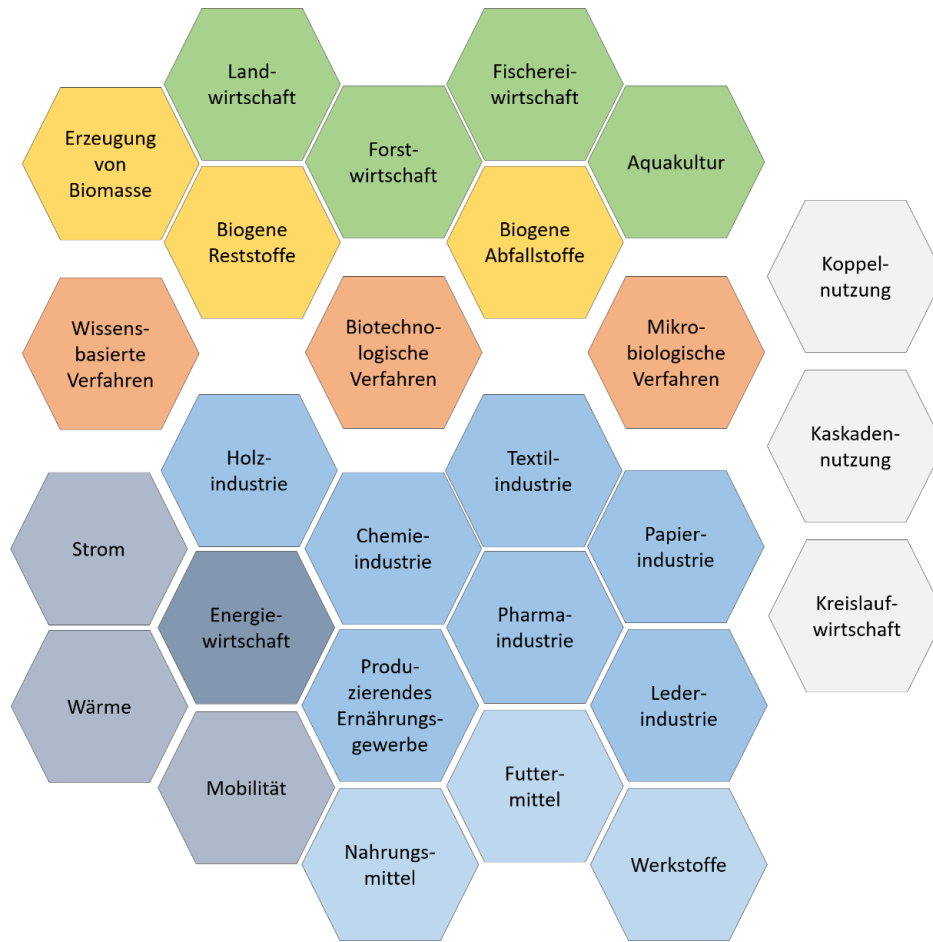 Land-
wirtschaft
Fischerei-
wirtschaft
Erzeugung
von
Biomasse
Forst-
wirtschaft
Aquakultur
Biogene
Reststoffe
Biogene
Abfallstoffe
Koppel-
nutzung
Wissens-
basierte
Verfahren
Biotechno-
logische
Verfahren
Mikro-
biologische
Verfahren
Kaskaden-
nutzung
Holz-
industrie
Textil-
industrie
Strom
Chemie-
industrie
Papier-
industrie
Energie-
wirtschaft
Pharma-
industrie
Kreislauf-
wirtschaft
Wärme
Produ-
zierendes
Ernährungs-
gewerbe
Leder-
industrie
Mobilität
Futter-
mittel
Nahrungs-
mittel
Werkstoffe